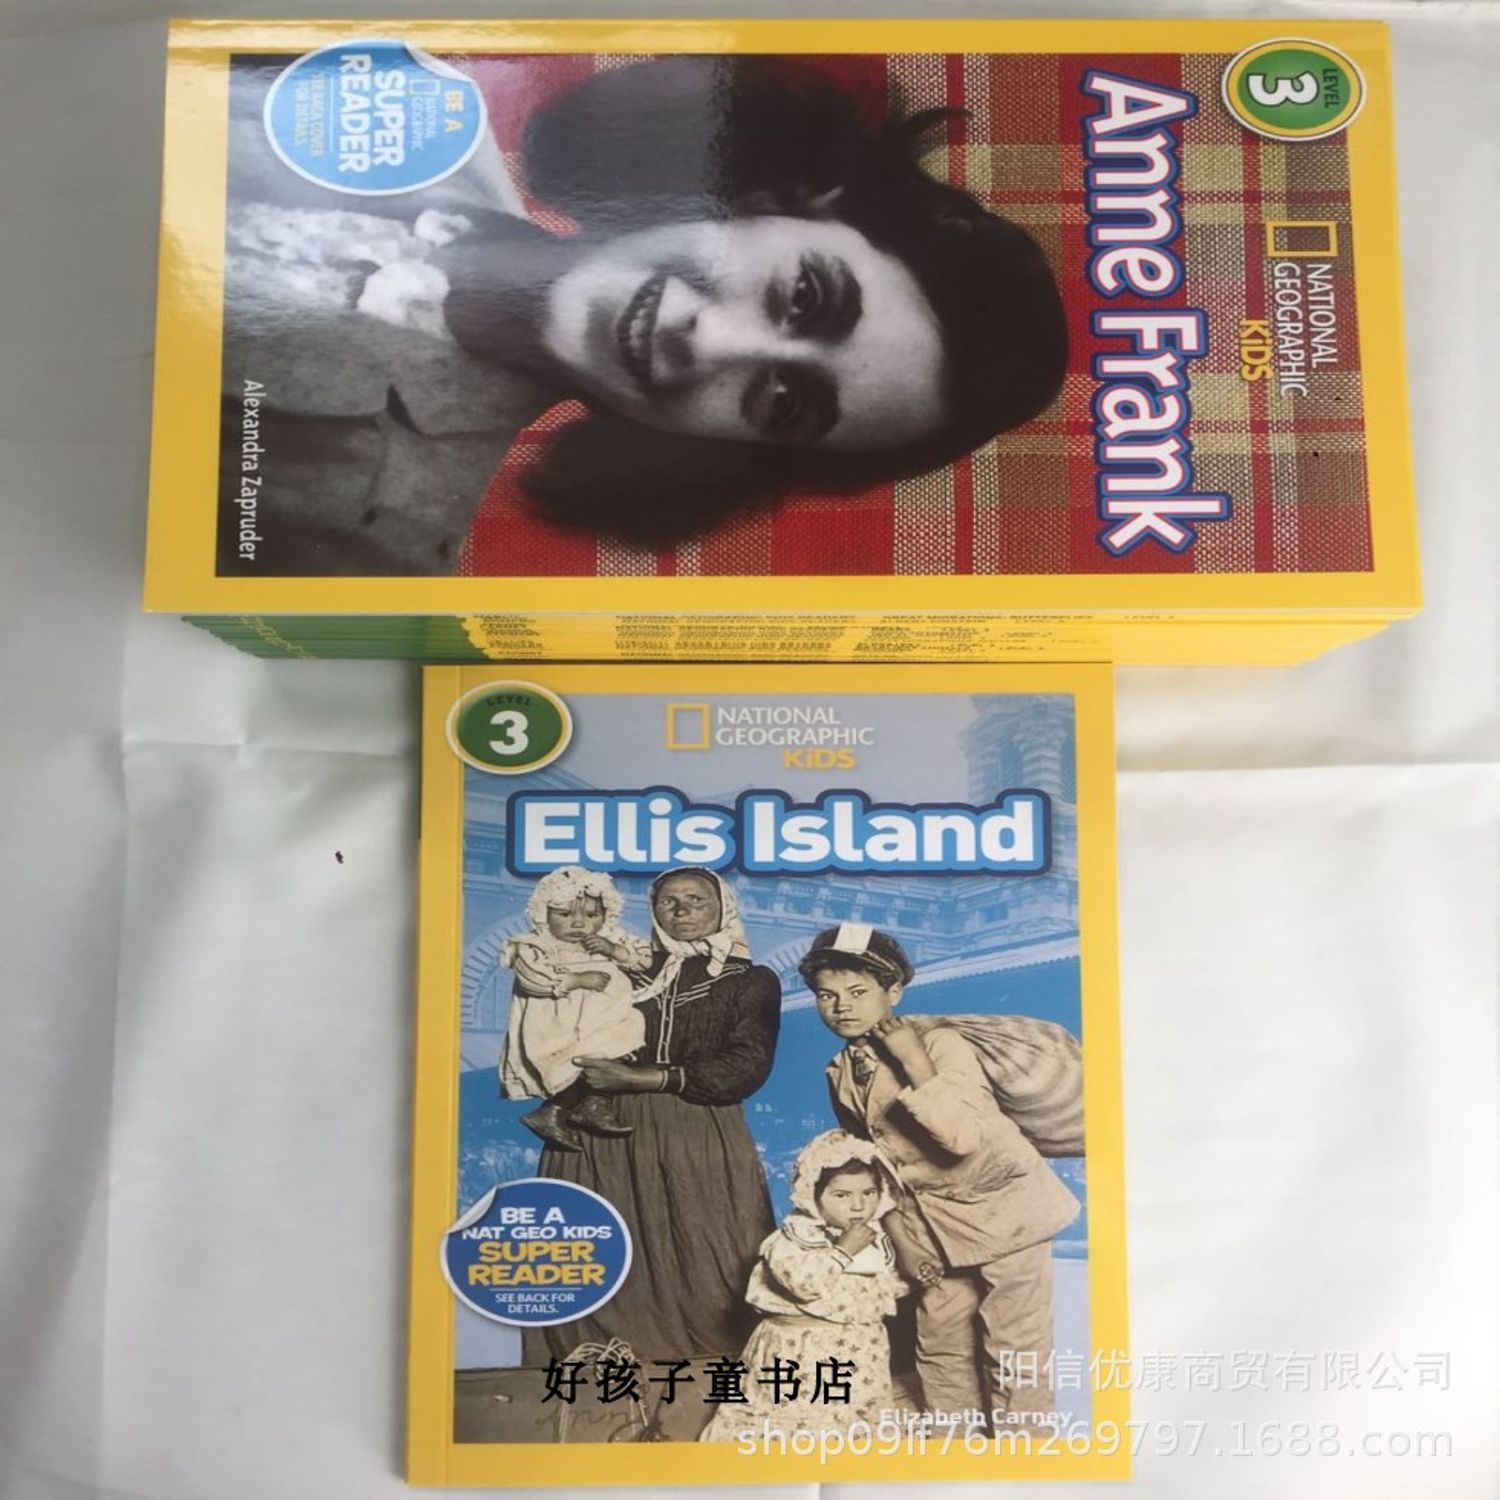 LEVEL
3
NATIONAL
GEOGRAPHIC
KiDS
Anne Frank
BE A
NATIONAL
GEOGRAPHIC
SUPER
READER
SEE BACK COVER
FOR DETAILS
Alexandra Zapruder
LEVEL
3
NATIONAL
GEOGRAPHIC
KiDS
Ellis Island
BE A
NAT GEO KIDS
SUPER
READER
SEE BACK FOR
DETAILS.
好孩子童书店
Elizabeth Carney
阳信优康商贸有限公司
shop09lf76m269797.1688.com